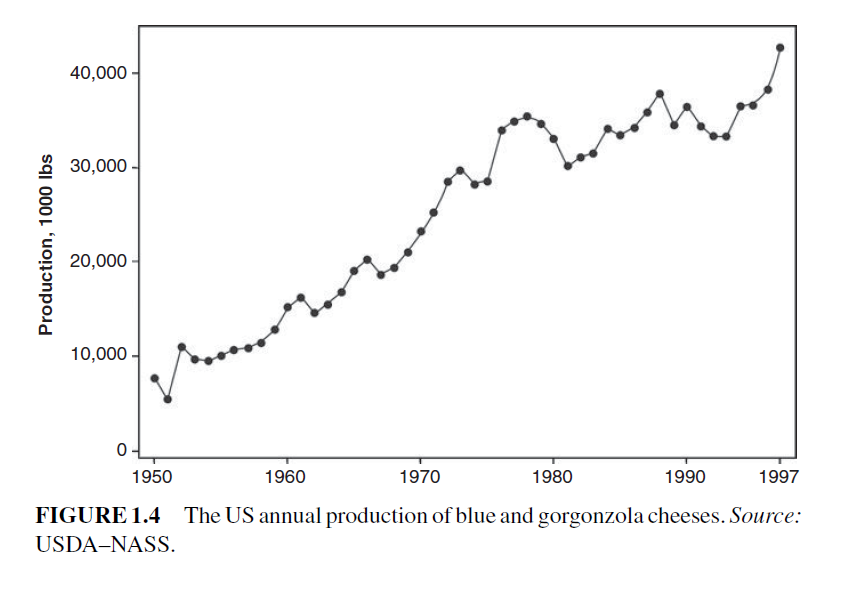 40,000
30,000
20,000
10,000
0
Production, 1000 lbs
1950 1960 1970 1980 1990 1997
FIGURE 1.4 The US annual production of blue and gorgonzola cheeses. Source:
USDA–NASS.